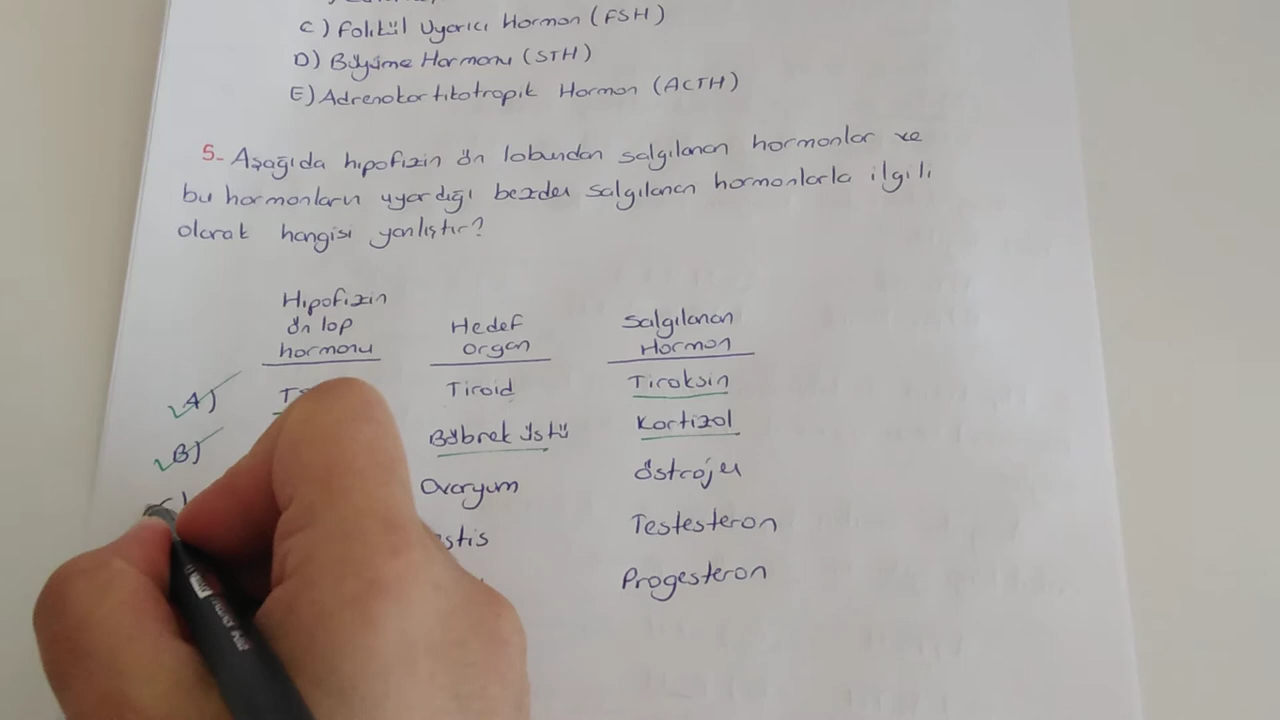 C) Folikül Uyarıcı Hormon (FSH)
D) Büyüme Hormonu (STH)
E) Adrenokortikotropik Hormon (ACTH)
5- Aşağıda hipofizin ön lobundan salgılanan hormonlar ve
bu hormonların uyardığı bezden salgılanan hormonlarla ilgili
olarak hangisi yanlıştır?
Hipofizin
ön lop
hormonu
Hedef
organ
Salgılanan
Hormon
A) Tiroid Tiroksin
B) Böbrek üstü Kortizol
Ovaryum Östrojen
Testesteron
Progesteron